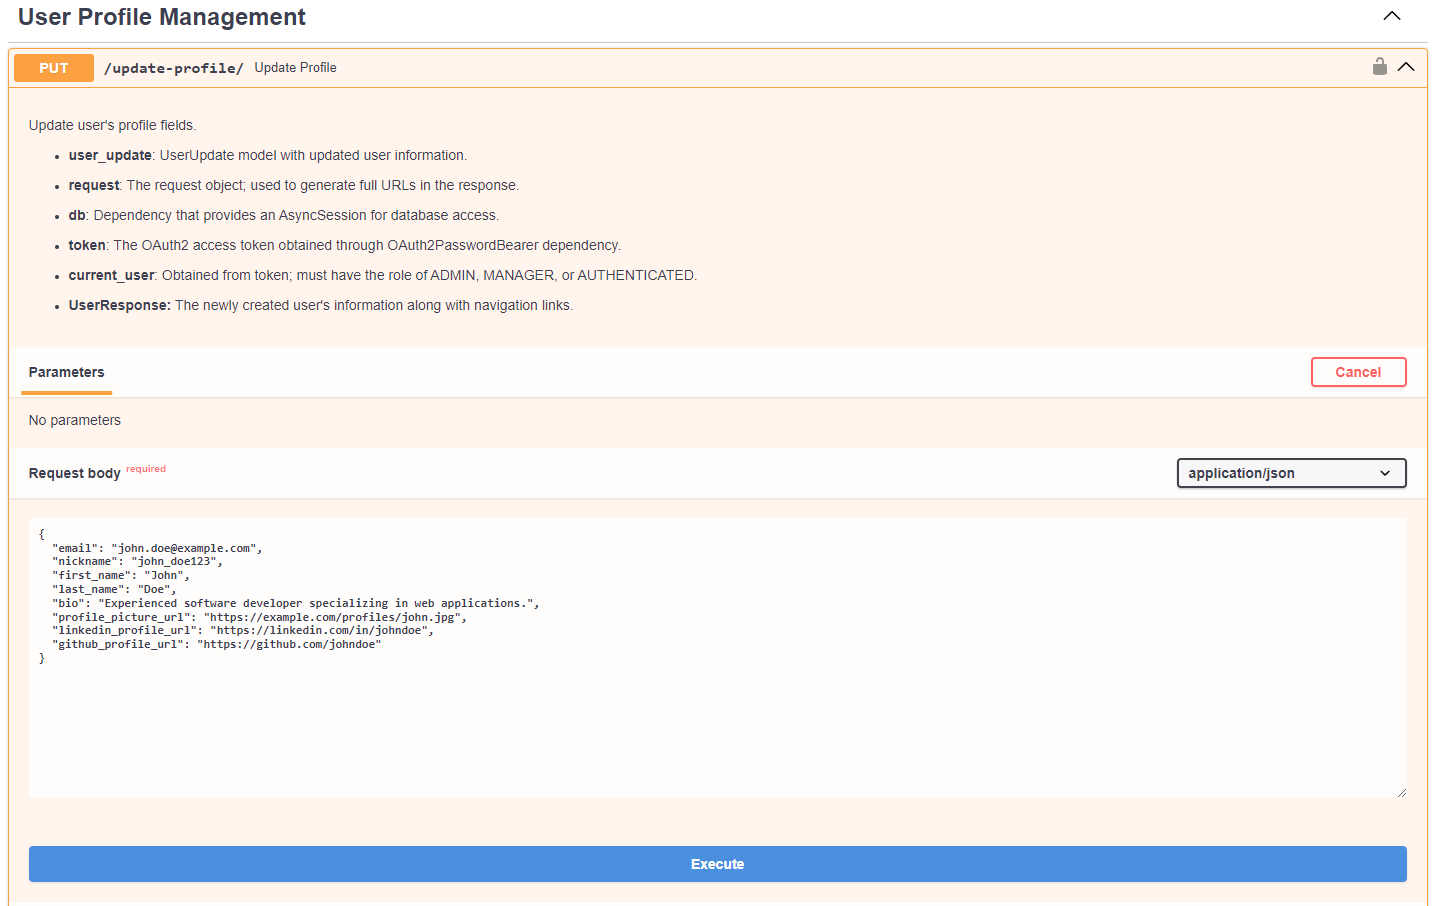 User Profile Management
PUT /update-profile/ Update Profile
Update user's profile fields.
user_update: UserUpdate model with updated user information.
request: The request object; used to generate full URLs in the response.
db: Dependency that provides an AsyncSession for database access.
token: The OAuth2 access token obtained through OAuth2PasswordBearer dependency.
current_user: Obtained from token; must have the role of ADMIN, MANAGER, or AUTHENTICATED.
UserResponse: The newly created user's information along with navigation links.
Parameters Cancel
No parameters
Request body required application/json
{
"email": "john.doe@example.com",
"nickname": "john_doe123",
"first_name": "John",
"last_name": "Doe",
"bio": "Experienced software developer specializing in web applications.",
"profile_picture_url": "https://example.com/profiles/john.jpg",
"linkedin_profile_url": "https://linkedin.com/in/johndoe",
"github_profile_url": "https://github.com/johndoe"
}
Execute